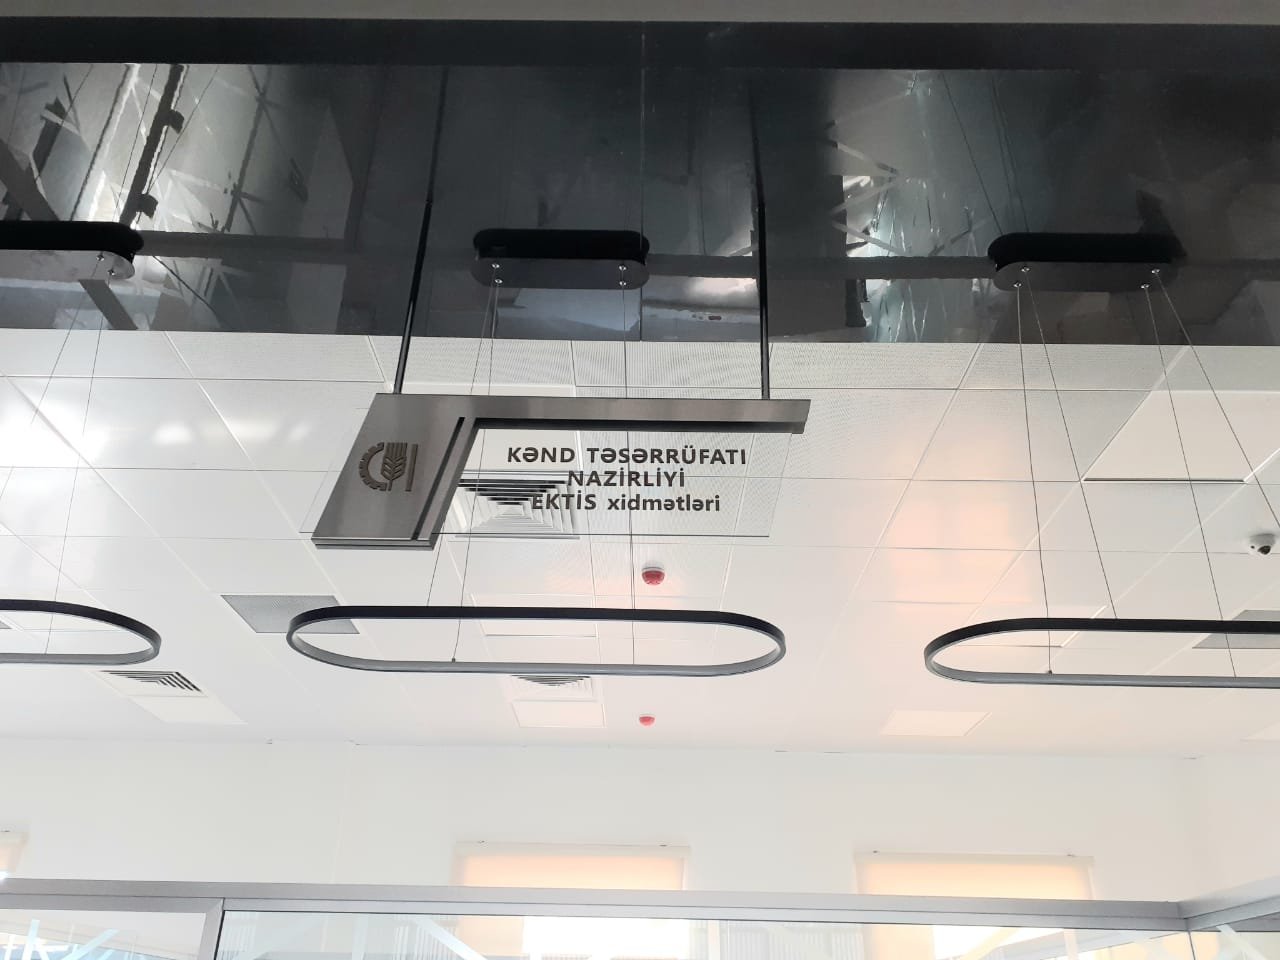 KƏND TƏSƏRRÜFATI
NAZİRLİYİ
EKTİS xidmətləri